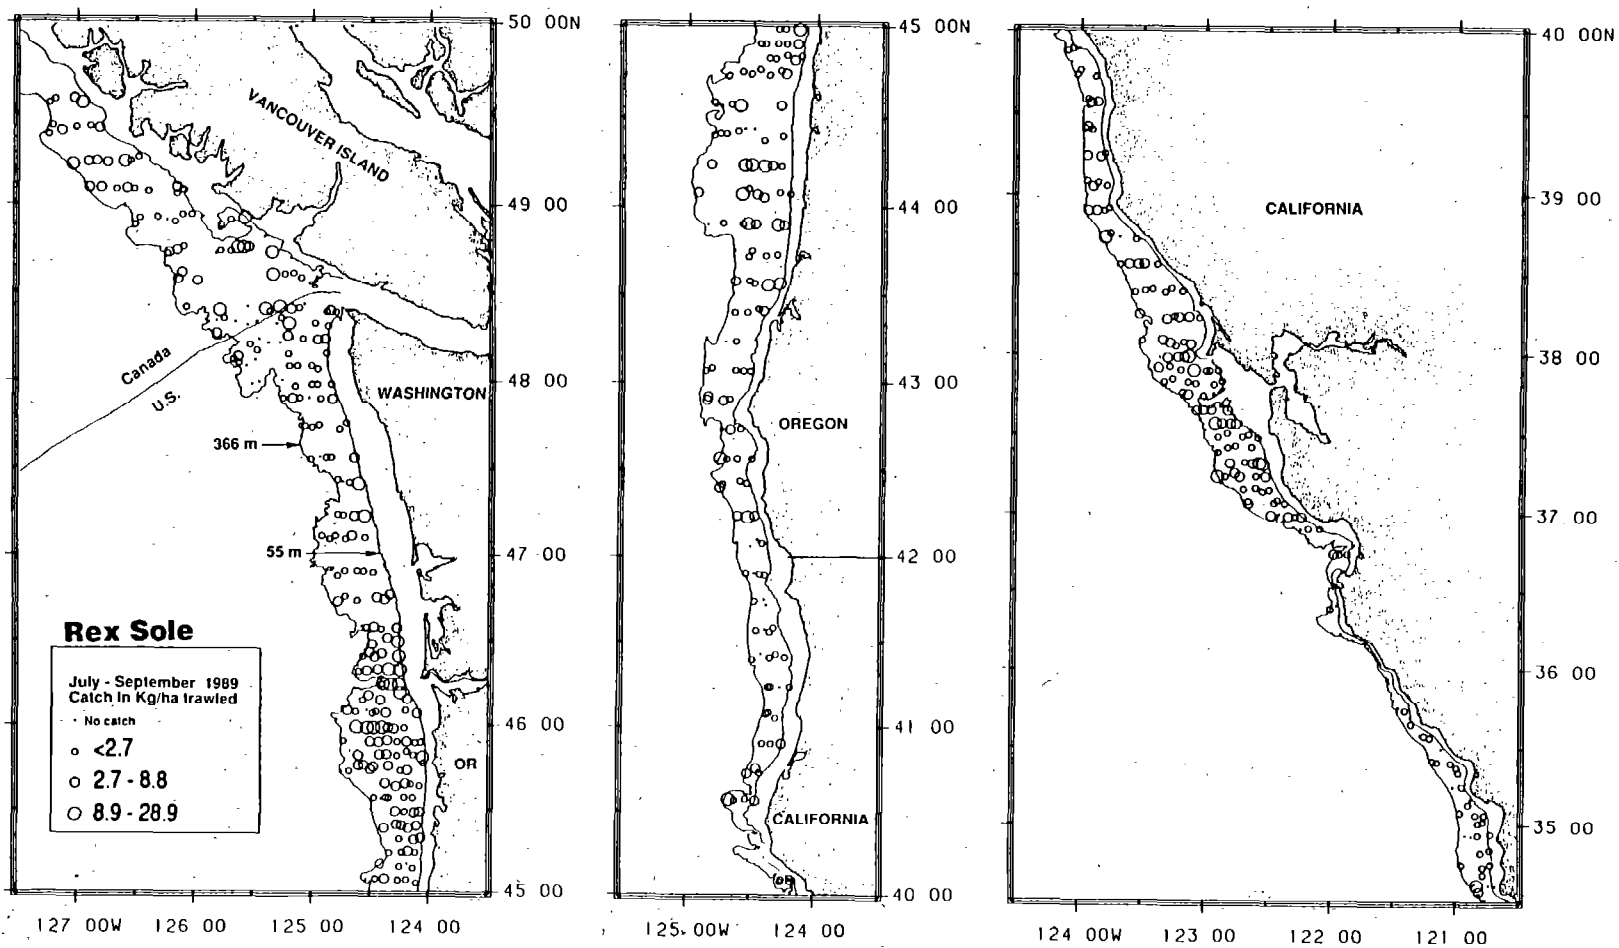 50 00N
VANCOUVER ISLAND
49 00
Canada
U.S.
48 00
WASHINGTON
366 m
47 00
55 m
Rex Sole
July - September 1989
Catch in Kg/ha trawled
No catch
<2.7
2.7 - 8.8
8.9 - 28.9
46 00
OR
45 00
127 00W 126 00 125 00 124 00
45 00N
44 00
43 00
OREGON
42 00
41 00
CALIFORNIA
40 00
125 00W 124 00
40 00N
39 00
CALIFORNIA
38 00
37 00
36 00
35 00
124 00W 123 00 122 00 121 00